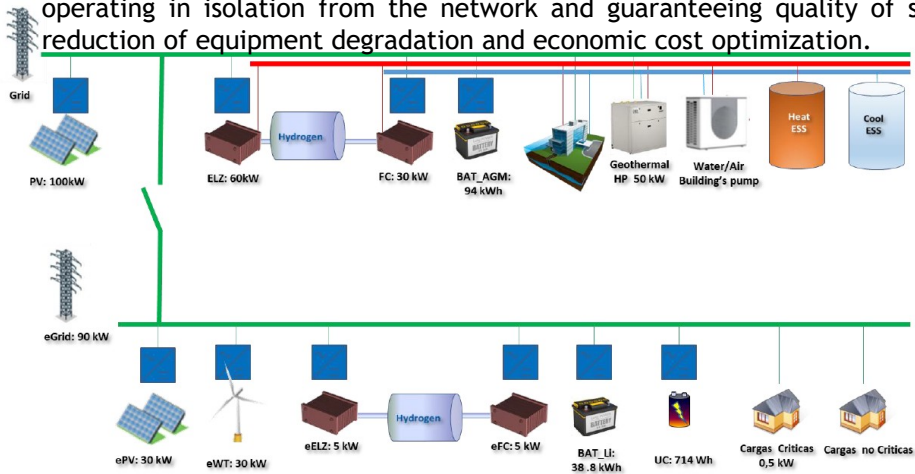 operating in isolation from the network and guaranteeing quality of s
reduction of equipment degradation and economic cost optimization.
Grid
PV: 100kW
ELZ: 60kW
Hydrogen
FC: 30 kW
BATTERY
BAT_AGM:
94 kWh
Geothermal
HP 50 kW
Water/Air
Building's pump
Heat
ESS
Cool
ESS
eGrid: 90 kW
ePV: 30 kW
eWT: 30 kW
eELZ: 5 kW
Hydrogen
eFC: 5 kW
BATTERY
BAT_Li:
38 .8 kWh
UC: 714 Wh
Cargas Criticas
0,5 kW
Cargas no Criticas